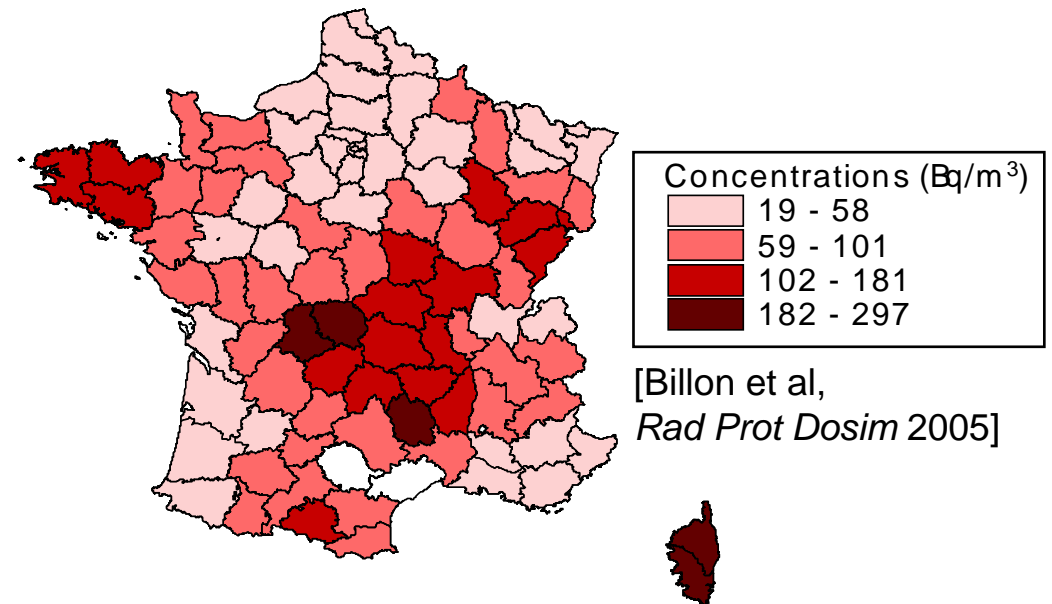 Concentrations (Bq/m³)
19 - 58
59 - 101
102 - 181
182 - 297
[Billon et al,
Rad Prot Dosim 2005]